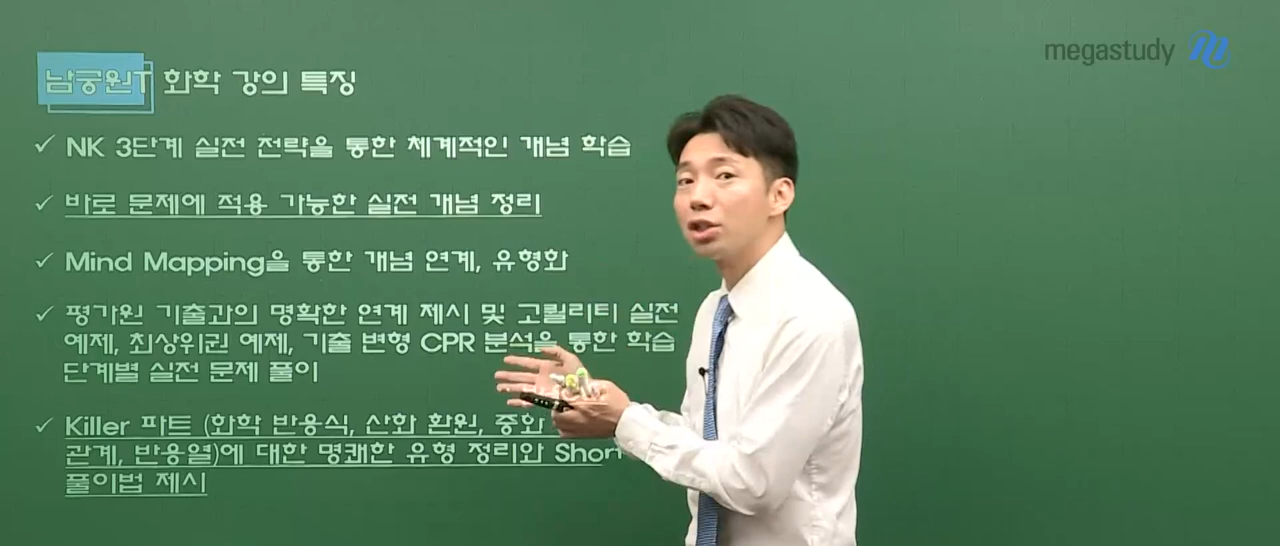 megastudy
남궁원T 화학 강의 특징
✓ NK 3단계 실전 전략을 통한 체계적인 개념 학습
✓ 바로 문제에 적용 가능한 실전 개념 정리
✓ Mind Mapping을 통한 개념 연계, 유형화
✓ 평가원 기출과의 명확한 연계 제시 및 고퀄리티 실전
예제, 최상위권 예제, 기출 변형 CPR 분석을 통한 학습
단계별 실전 문제 풀이
✓ Killer 파트 (화학 반응식, 산화 환원, 중화
관계, 반응열)에 대한 명쾌한 유형 정리와 Short
풀이법 제시